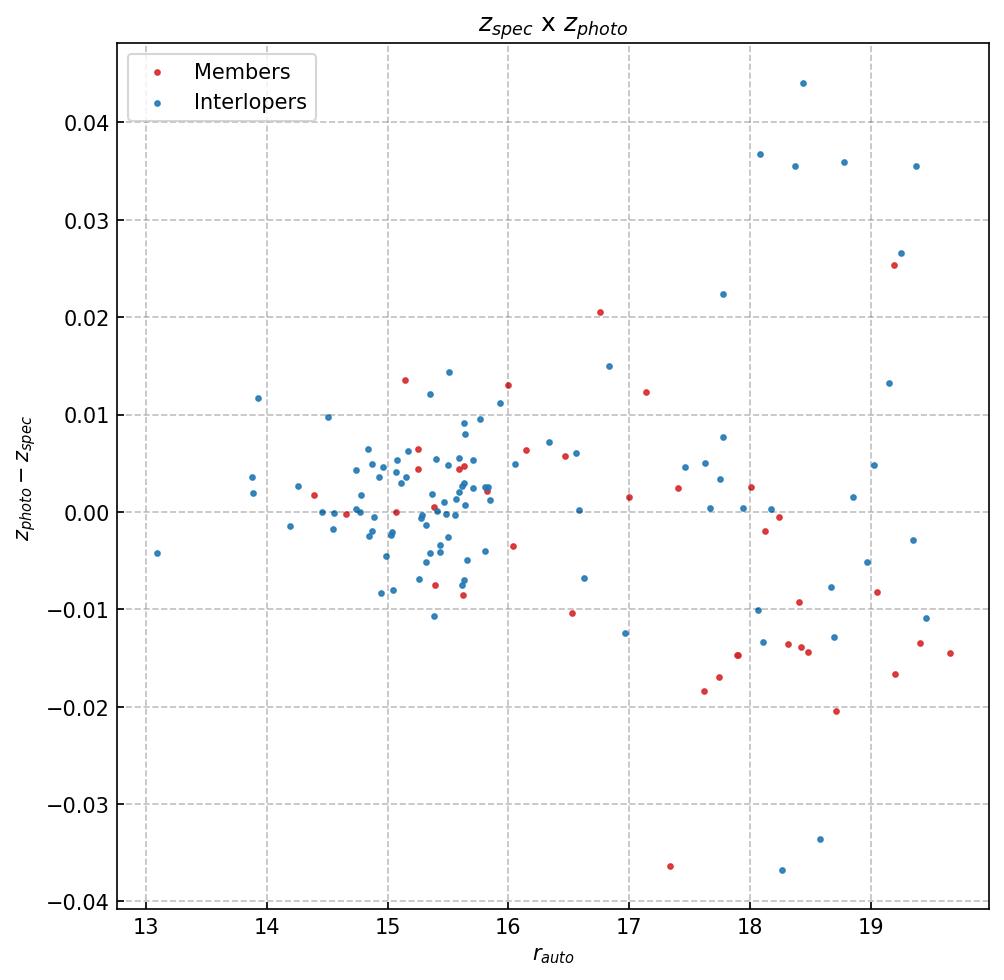 z_spec x z_photo
Members
Interlopers
0.04
0.03
0.02
0.01
0.00
−0.01
−0.02
−0.03
−0.04
z_photo − z_spec
13 14 15 16 17 18 19
r_auto